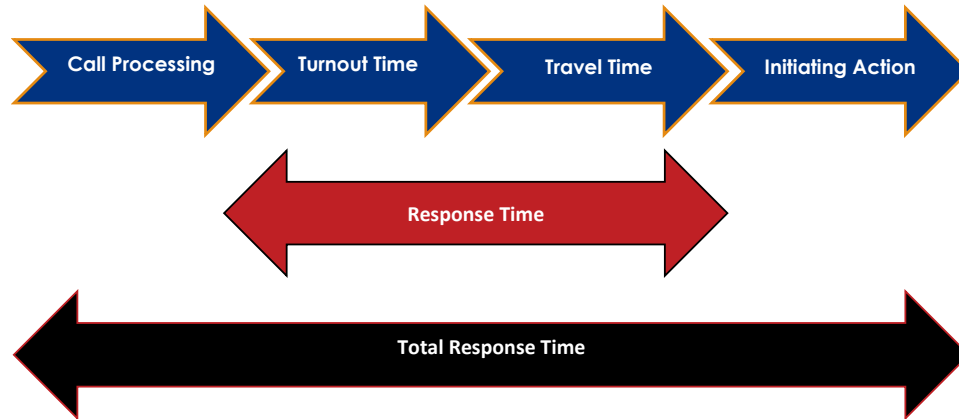 Call Processing
Turnout Time
Travel Time
Initiating Action
Response Time
Total Response Time